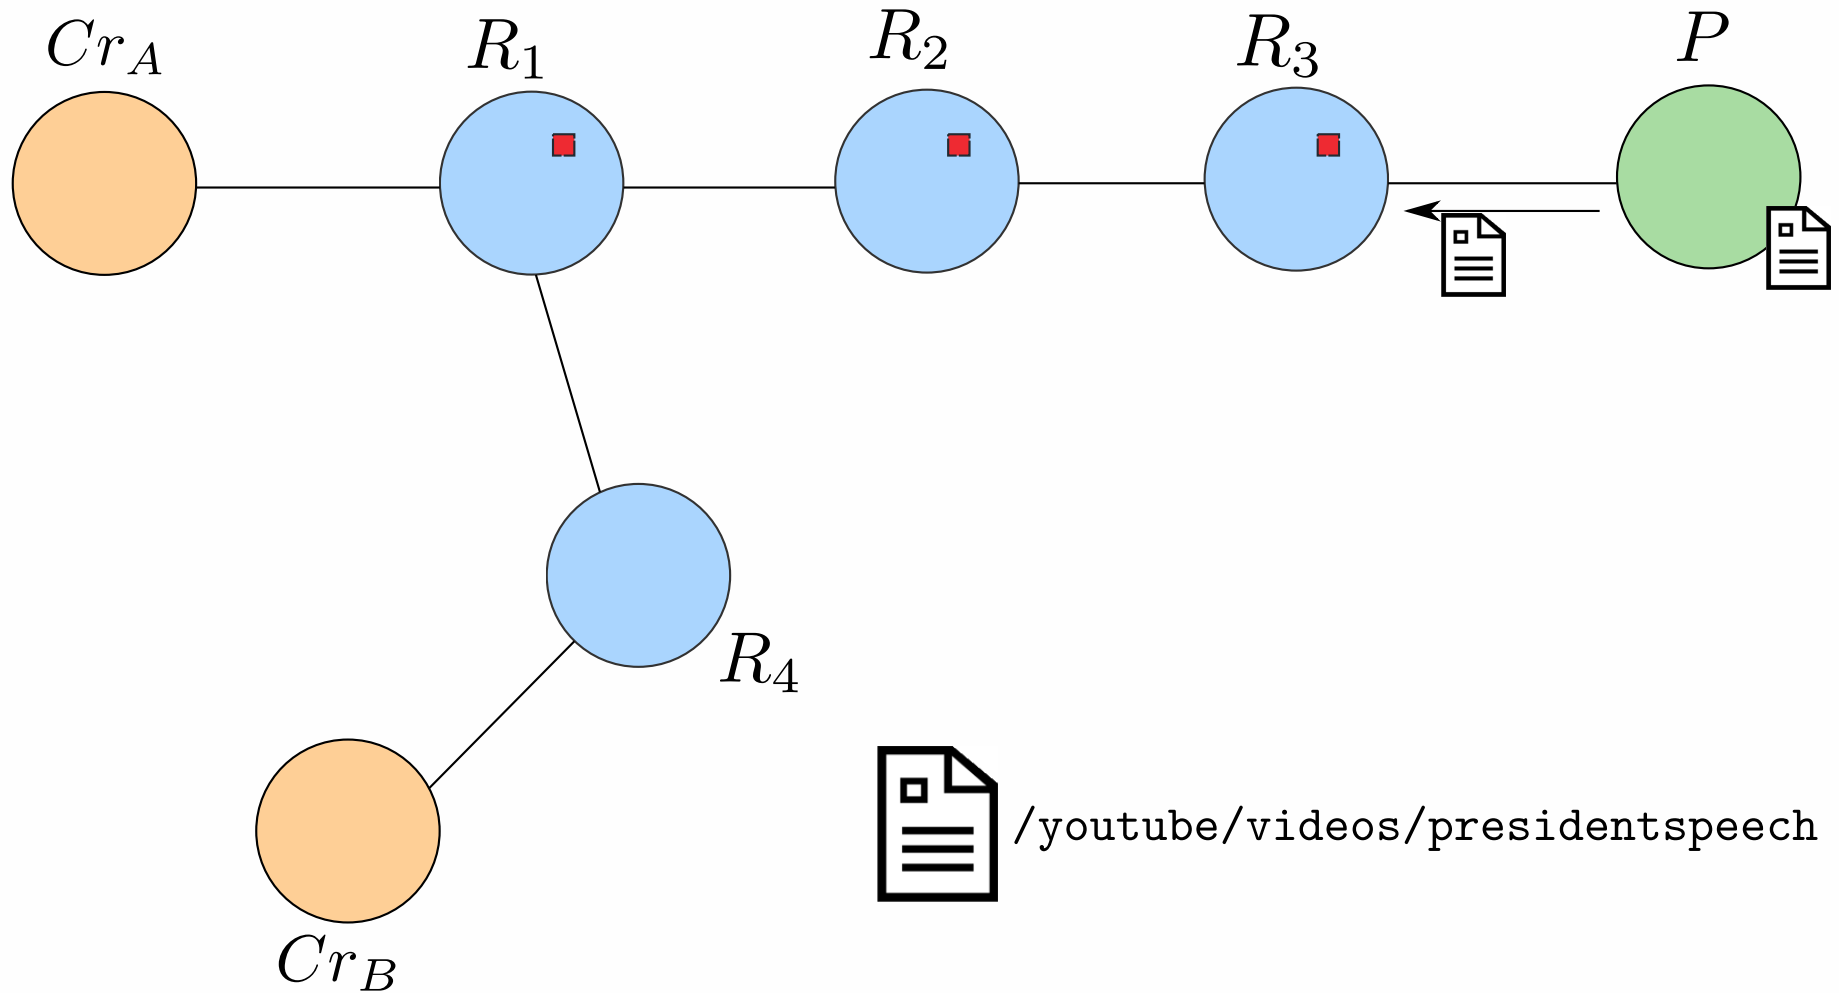 Cr_A
R_1
R_2
R_3
P
R_4
/youtube/videos/presidentspeech
Cr_B